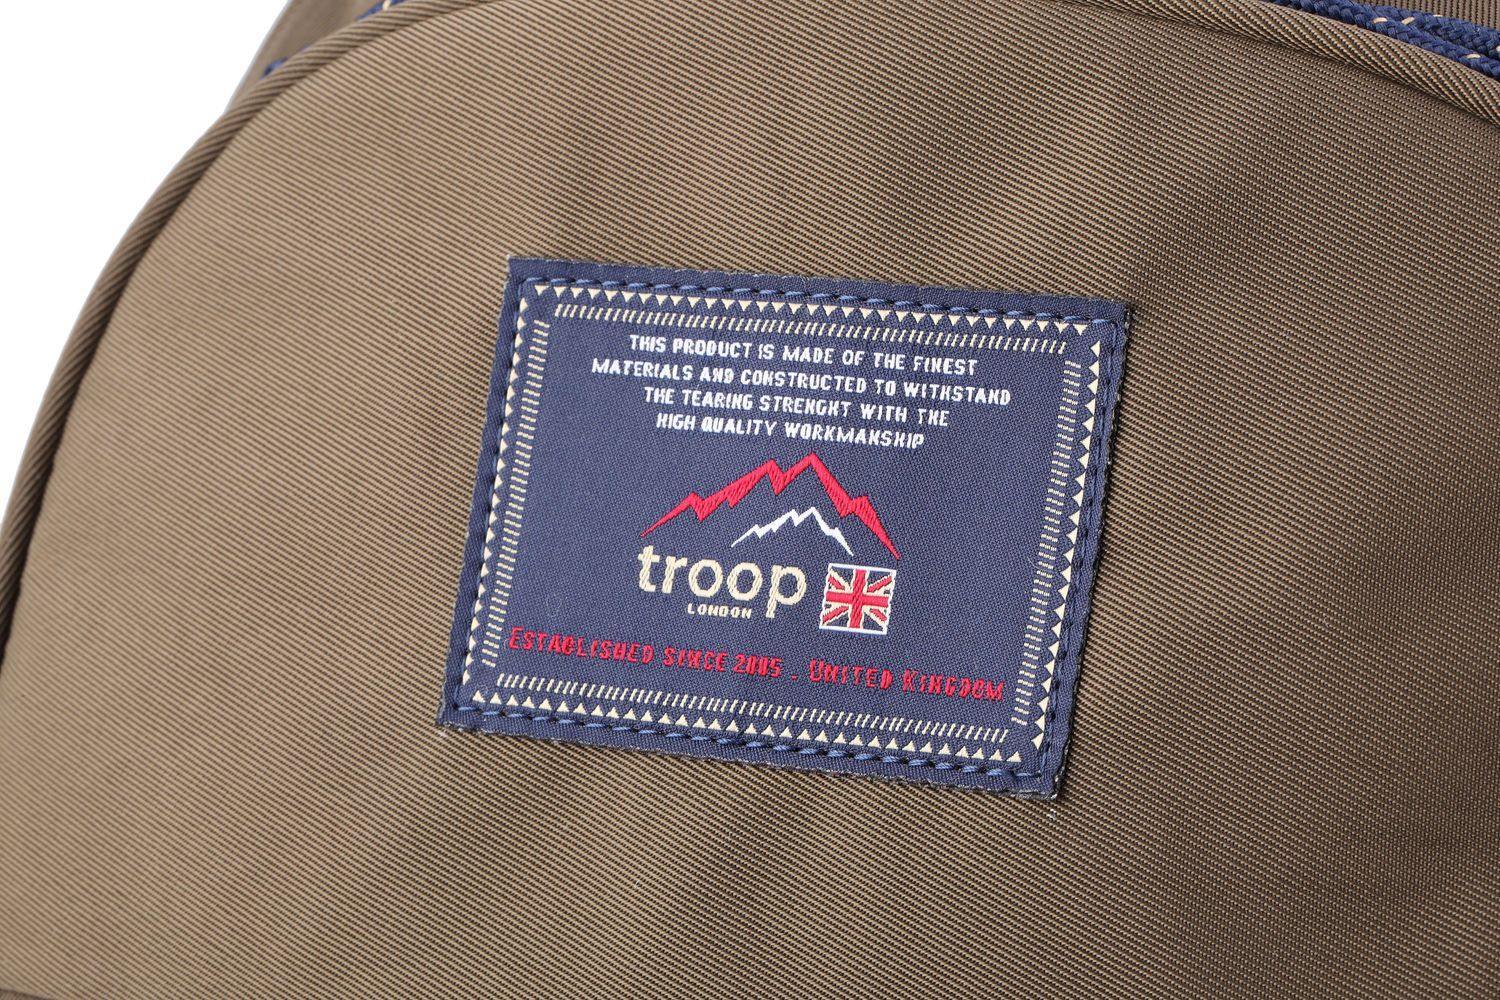 THIS PRODUCT IS MADE OF THE FINEST
MATERIALS AND CONSTRUCTED TO WITHSTAND
THE TEARING STRENGHT WITH THE
HIGH QUALITY WORKMANSHIP
troop
LONDON
ESTABLISHED SINCE 2005 . UNITED KINGDOM